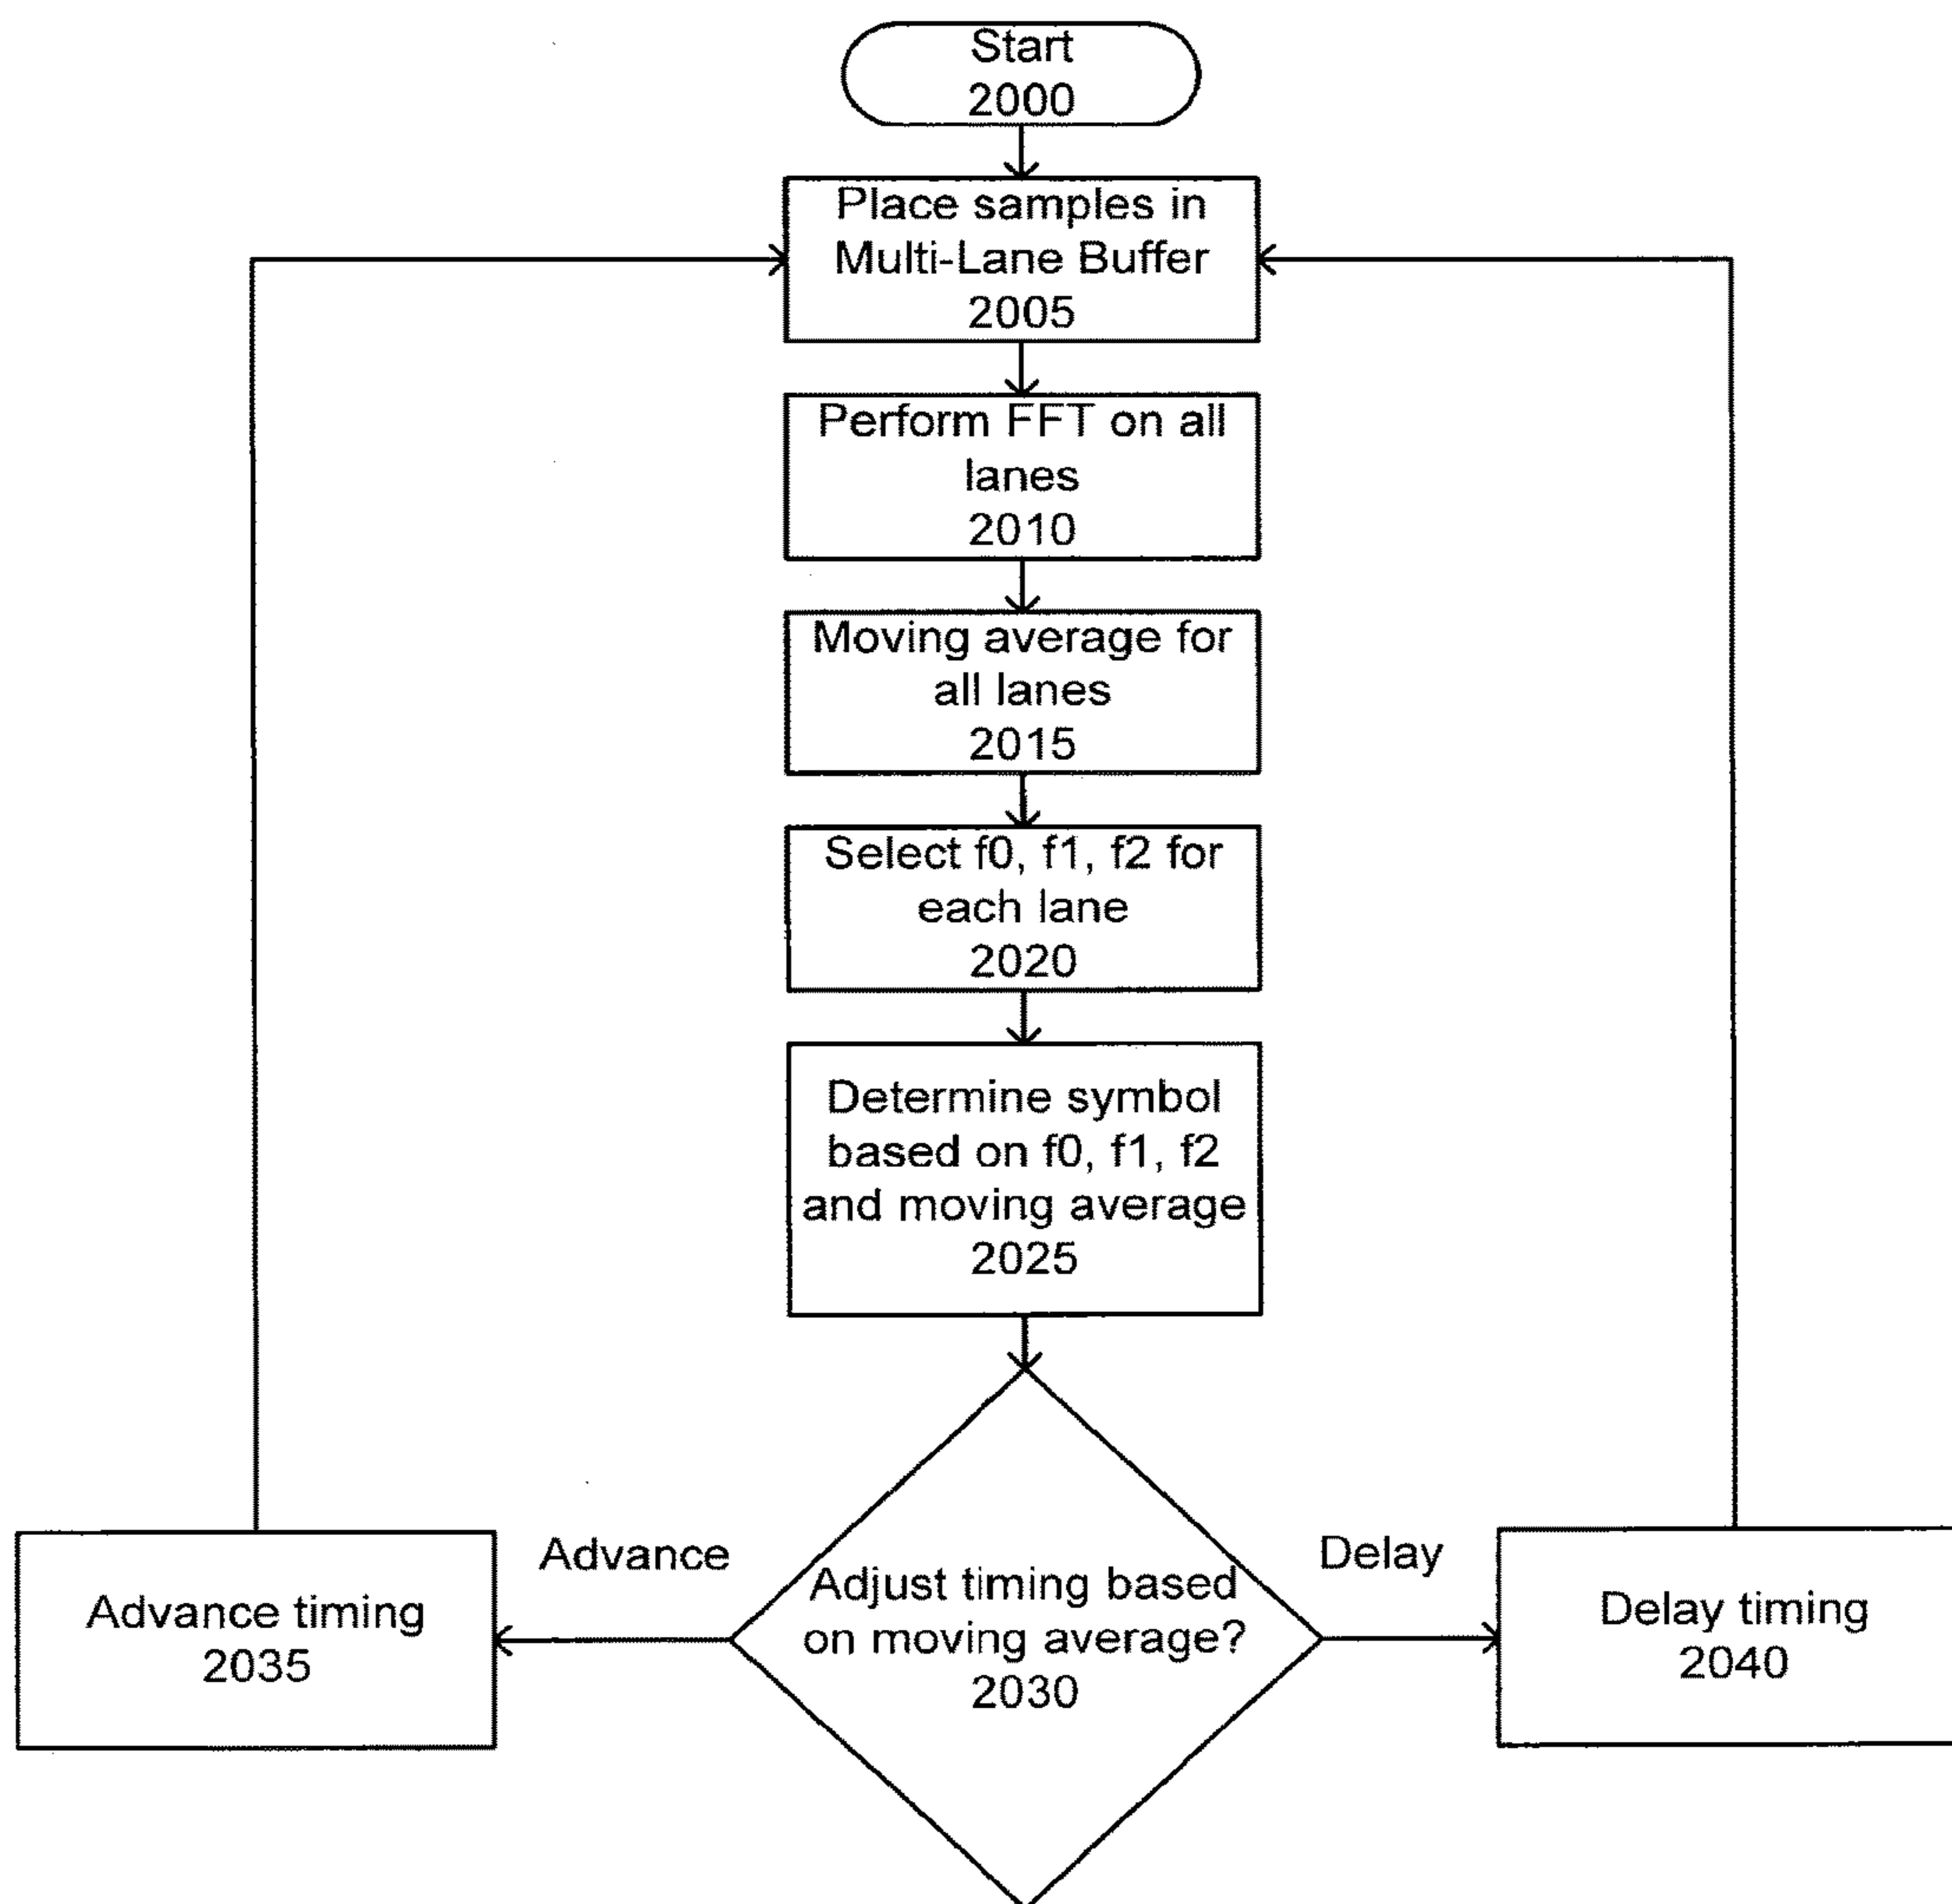 Start
2000
Place samples in
Multi-Lane Buffer
2005
Perform FFT on all
lanes
2010
Moving average for
all lanes
2015
Select f0, f1, f2 for
each lane
2020
Determine symbol
based on f0, f1, f2
and moving average
2025
Advance
Delay
Adjust timing based
on moving average?
2030
Advance timing
2035
Delay timing
2040